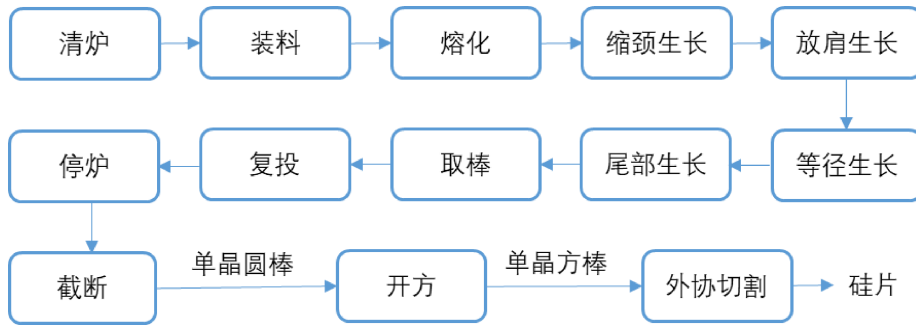 清炉
装料
熔化
缩颈生长
放肩生长
等径生长
尾部生长
取棒
复投
停炉
截断
单晶圆棒
开方
单晶方棒
外协切割
硅片